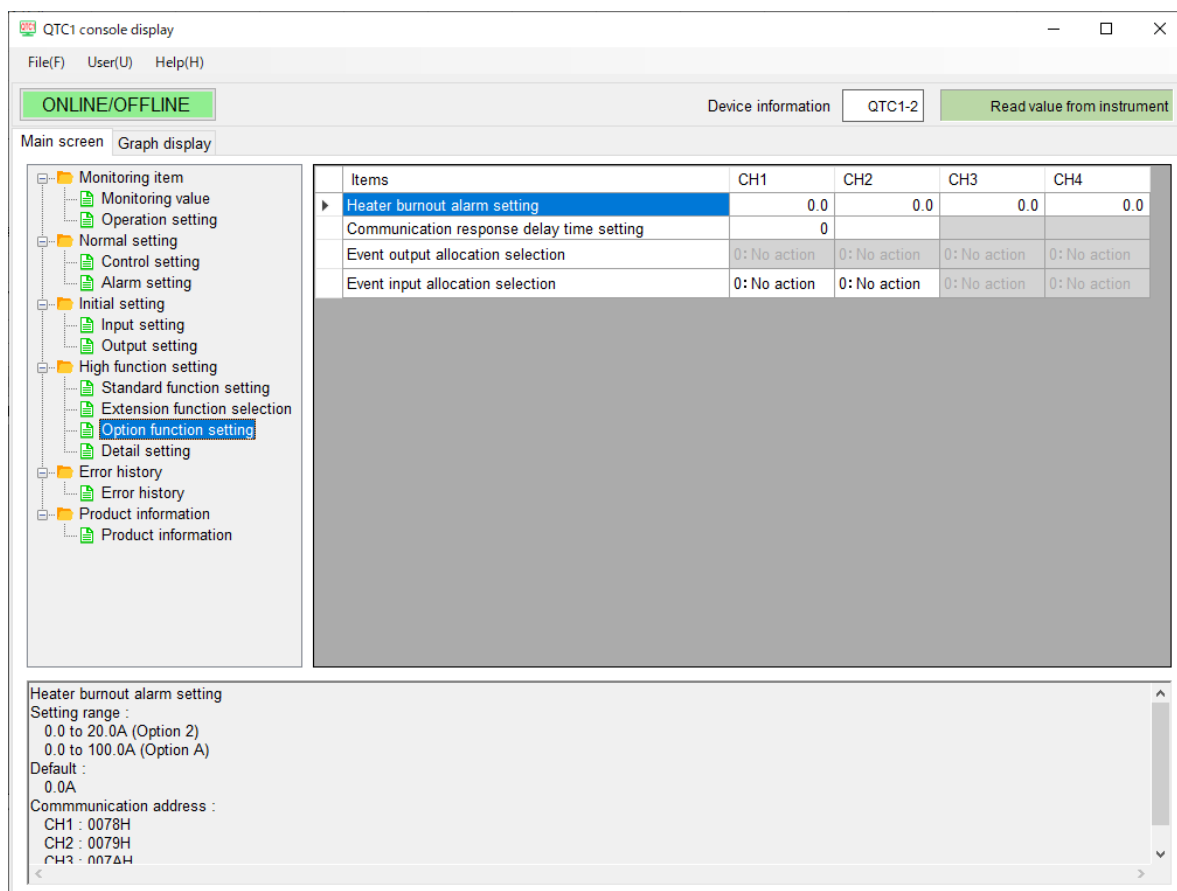 QTC1 console display
File(F) User(U) Help(H)
ONLINE/OFFLINE Device information QTC1-2 Read value from instrument
Main screen Graph display
Monitoring item
Monitoring value
Operation setting
Normal setting
Control setting
Alarm setting
Initial setting
Input setting
Output setting
High function setting
Standard function setting
Extension function selection
Option function setting
Detail setting
Error history
Error history
Product information
Product information
Items CH1 CH2 CH3 CH4
Heater burnout alarm setting 0.0 0.0 0.0 0.0
Communication response delay time setting 0
Event output allocation selection 0: No action 0: No action 0: No action 0: No action
Event input allocation selection 0: No action 0: No action 0: No action 0: No action
Heater burnout alarm setting
Setting range :
0.0 to 20.0A (Option 2)
0.0 to 100.0A (Option A)
Default :
0.0A
Commmunication address :
CH1 : 0078H
CH2 : 0079H
CH3 : 007AH